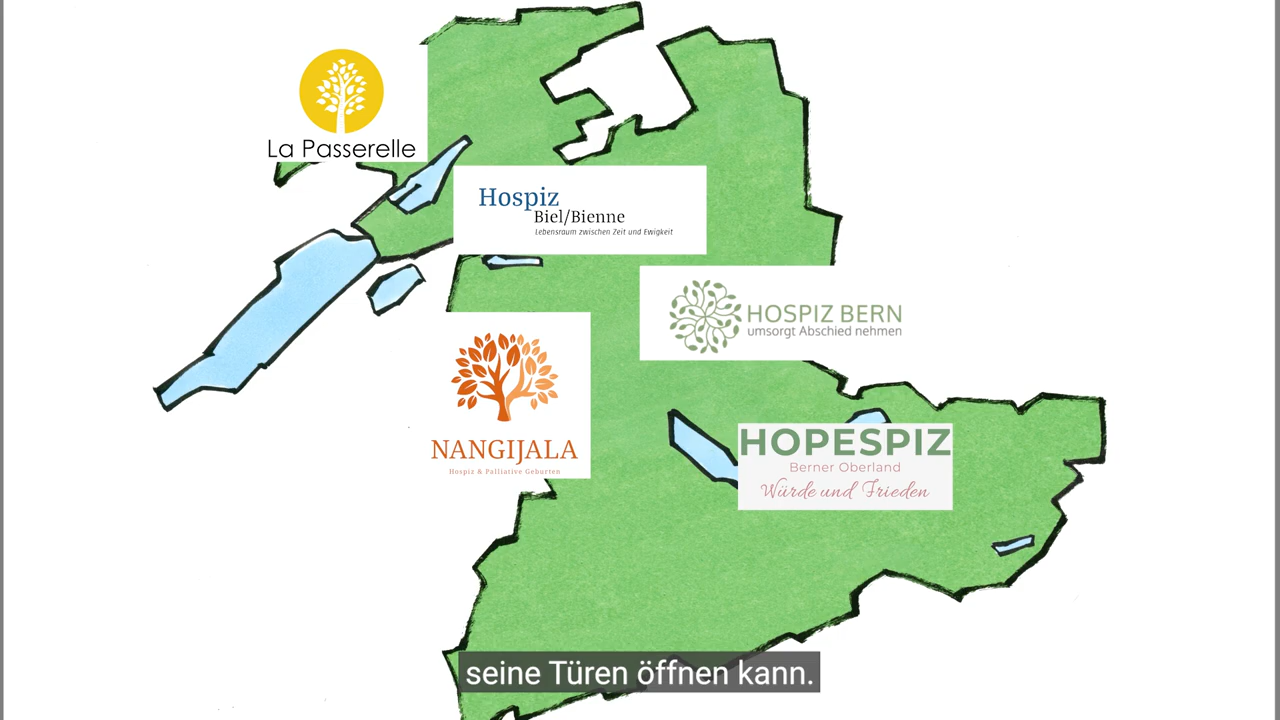 La Passerelle
Hospiz
Biel/Bienne
Lebensraum zwischen Zeit und Ewigkeit
HOSPIZ BERN
umsorgt Abschied nehmen
NANGIJALA
Hospiz & Palliative Geburten
HOPESPIZ
Berner Oberland
Würde und Frieden
seine Türen öffnen kann.